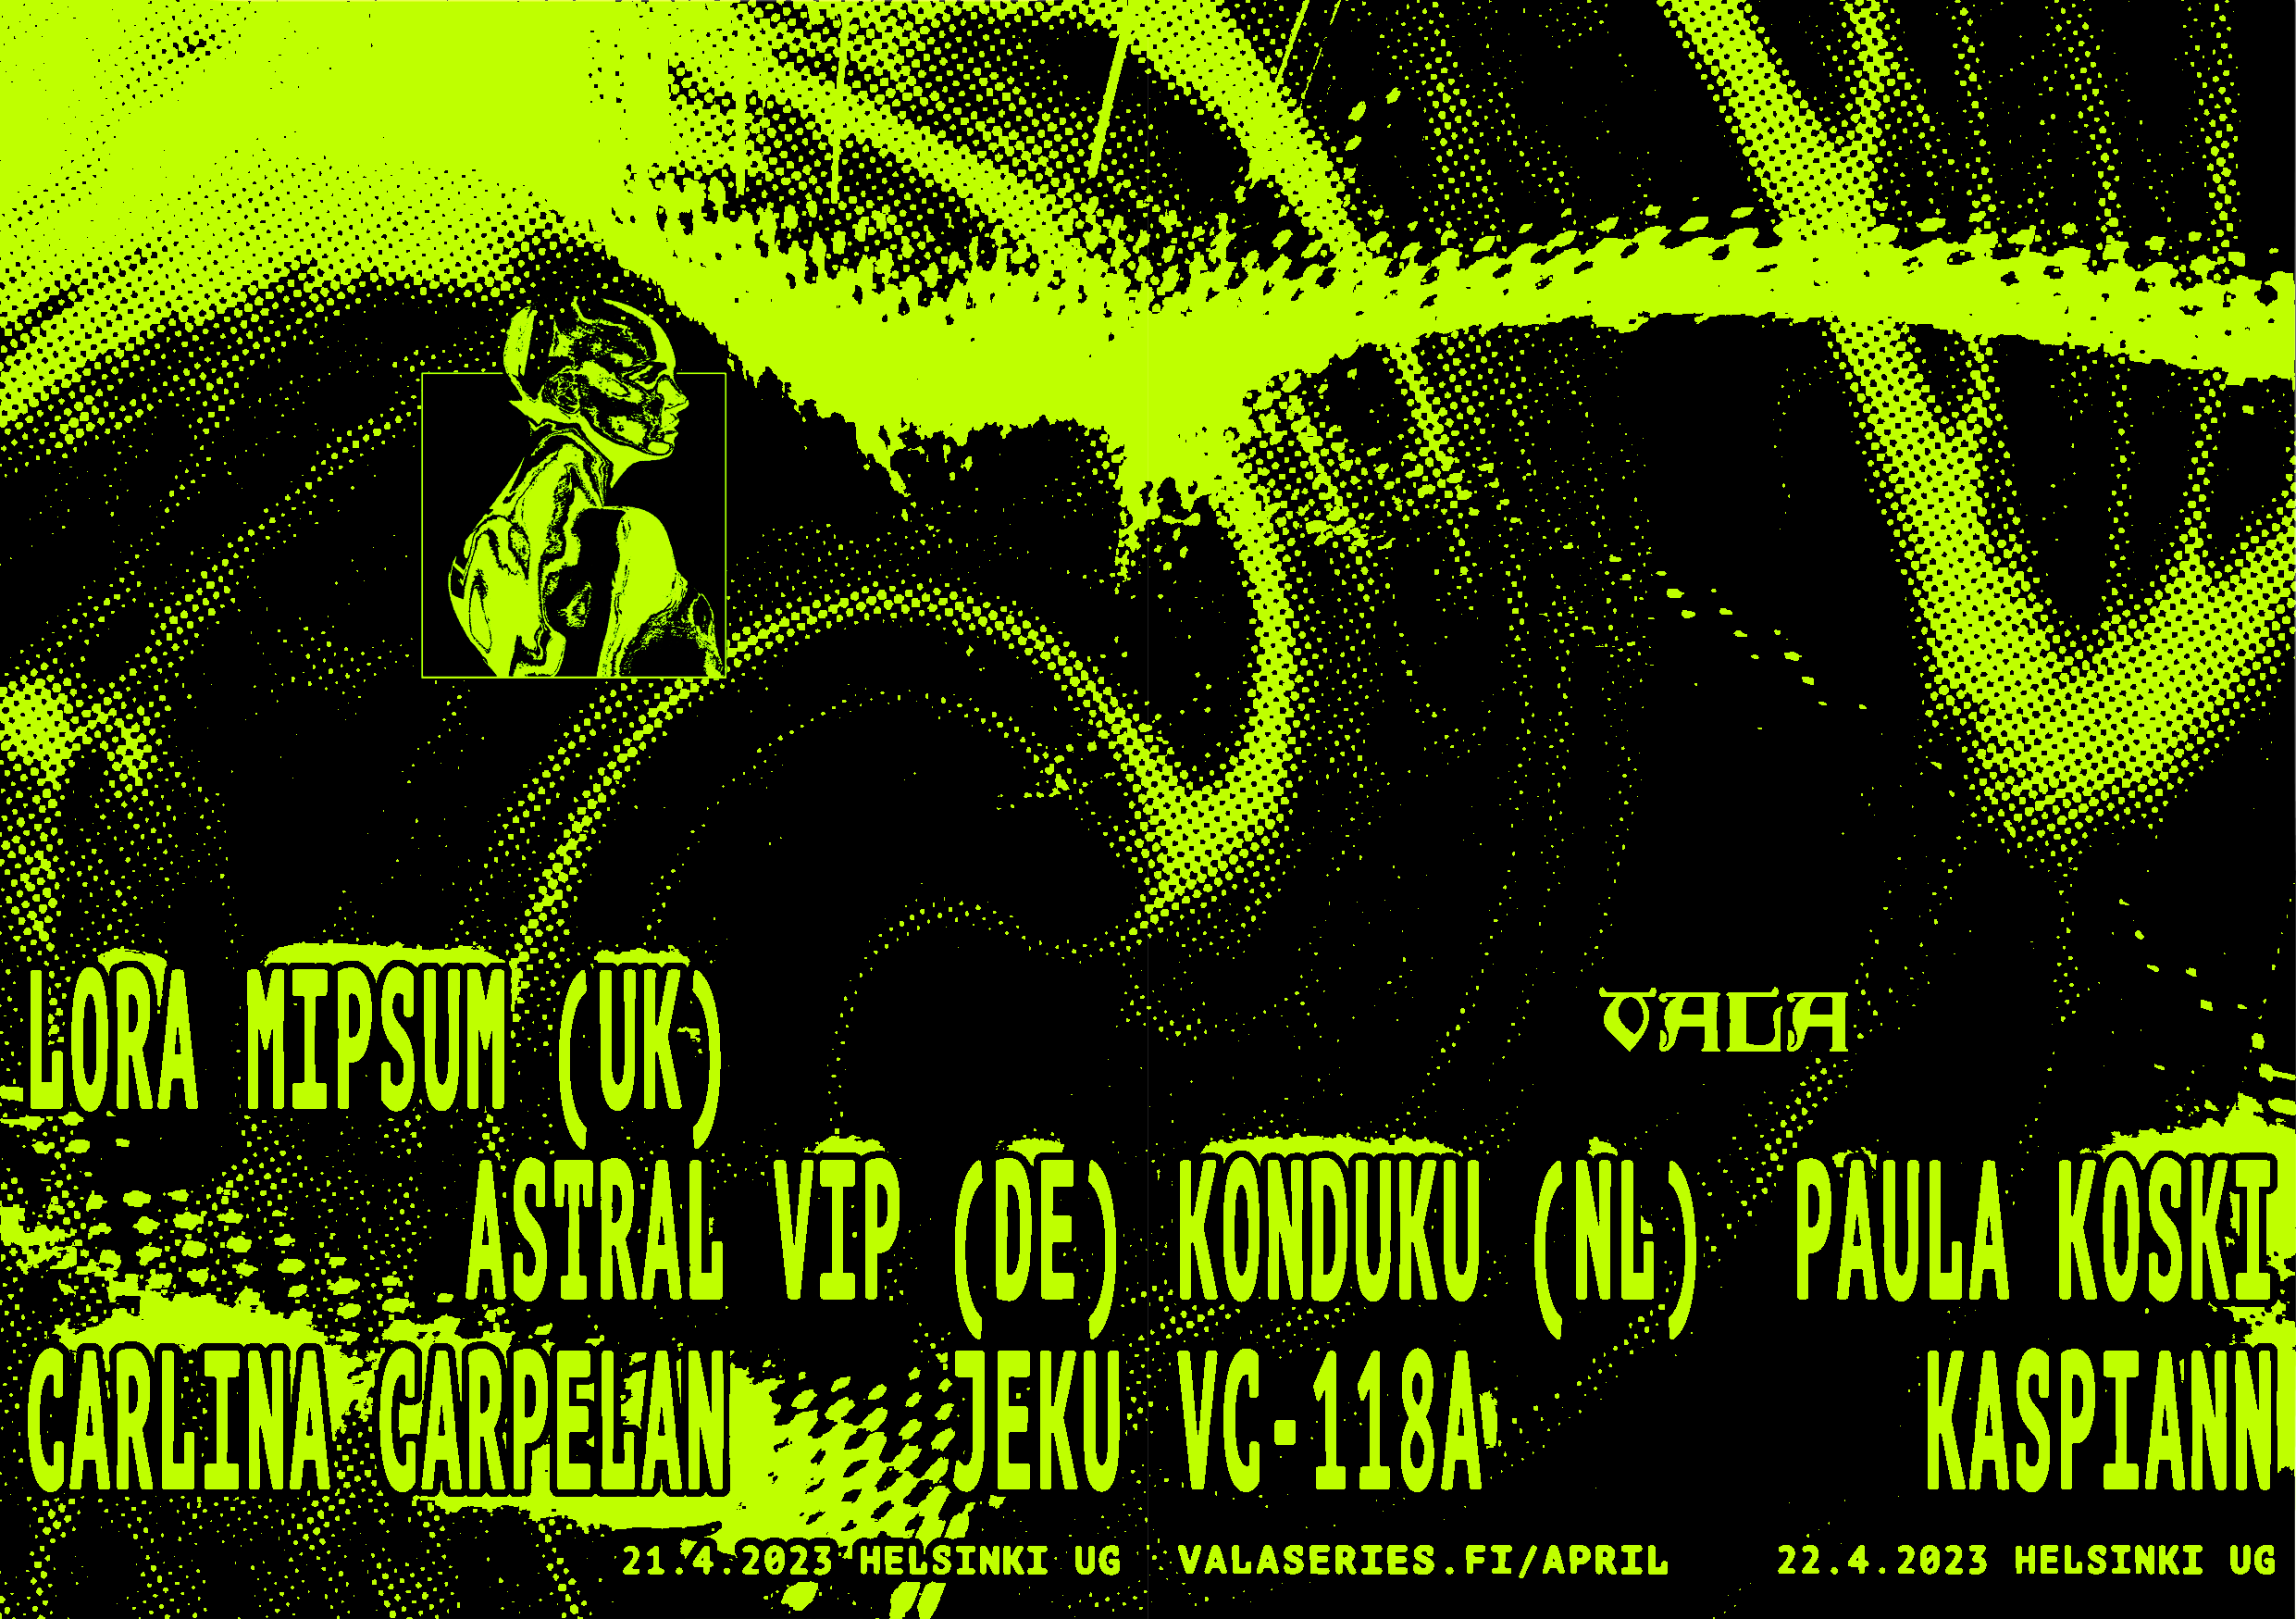 LORA MIPSUM (UK)
ASTRAL VIP (DE)
CARLINA CARPELAN JEKU
21.4.2023 HELSINKI UG
VALA
KONDUKU (NL) PAULA KOSKI
VC-118A KASPIANN
VALASERIES.FI/APRIL 22.4.2023 HELSINKI UG